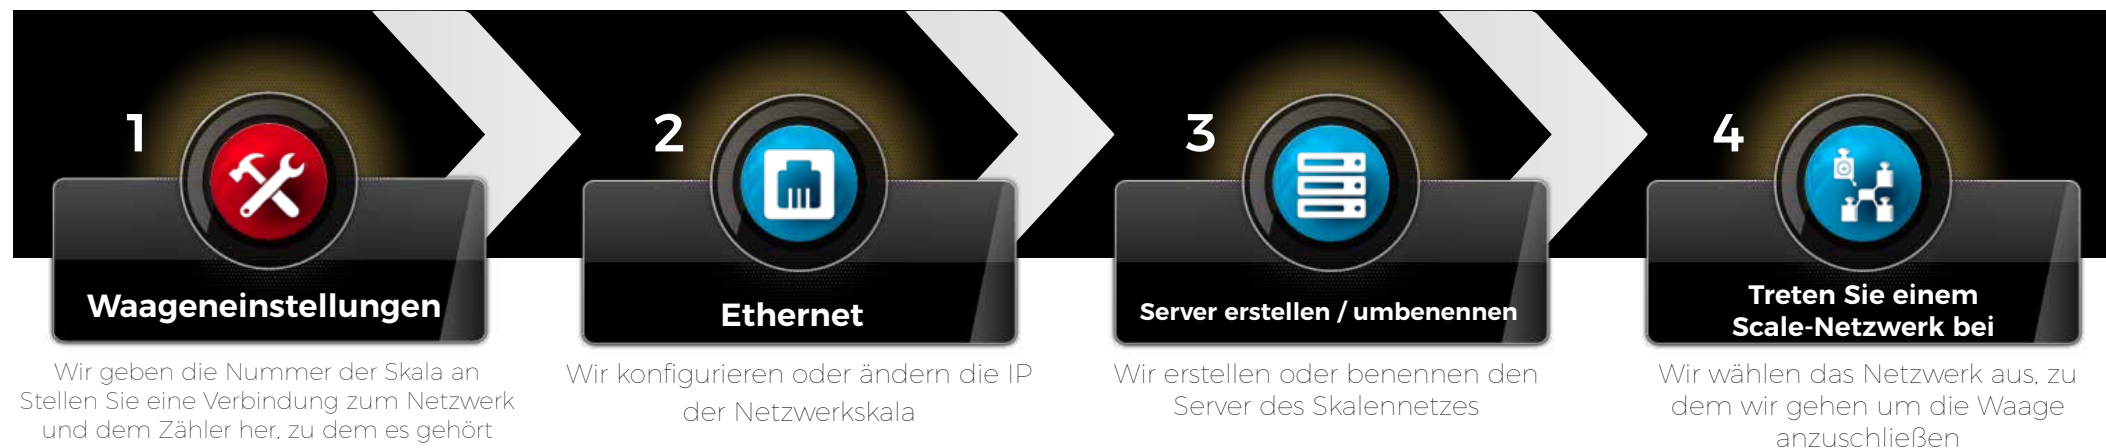 1
Waageneinstellungen
Wir geben die Nummer der Skala an
Stellen Sie eine Verbindung zum Netzwerk
und dem Zähler her, zu dem es gehört
2
Ethernet
Wir konfigurieren oder ändern die IP
der Netzwerkskala
3
Server erstellen / umbenennen
Wir erstellen oder benennen den
Server des Skalennetzes
4
Treten Sie einem
Scale-Netzwerk bei
Wir wählen das Netzwerk aus, zu
dem wir gehen um die Waage
anzuschließen